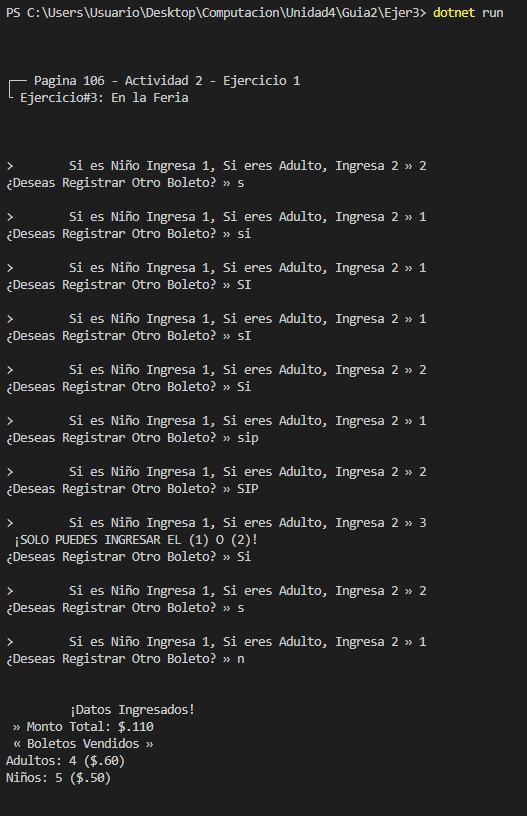 PS C:\Users\Usuario\Desktop\Computacion\Unidad4\Guia2\Ejer3> dotnet run
┌── Pagina 106 - Actividad 2 - Ejercicio 1
└ Ejercicio#3: En la Feria
>       Si es Niño Ingresa 1, Si eres Adulto, Ingresa 2 » 2
¿Deseas Registrar Otro Boleto? » s
>       Si es Niño Ingresa 1, Si eres Adulto, Ingresa 2 » 1
¿Deseas Registrar Otro Boleto? » si
>       Si es Niño Ingresa 1, Si eres Adulto, Ingresa 2 » 1
¿Deseas Registrar Otro Boleto? » SI
>       Si es Niño Ingresa 1, Si eres Adulto, Ingresa 2 » 1
¿Deseas Registrar Otro Boleto? » sI
>       Si es Niño Ingresa 1, Si eres Adulto, Ingresa 2 » 2
¿Deseas Registrar Otro Boleto? » Si
>       Si es Niño Ingresa 1, Si eres Adulto, Ingresa 2 » 1
¿Deseas Registrar Otro Boleto? » sip
>       Si es Niño Ingresa 1, Si eres Adulto, Ingresa 2 » 2
¿Deseas Registrar Otro Boleto? » SIP
>       Si es Niño Ingresa 1, Si eres Adulto, Ingresa 2 » 3
¡SOLO PUEDES INGRESAR EL (1) O (2)!
¿Deseas Registrar Otro Boleto? » Si
>       Si es Niño Ingresa 1, Si eres Adulto, Ingresa 2 » 2
¿Deseas Registrar Otro Boleto? » s
>       Si es Niño Ingresa 1, Si eres Adulto, Ingresa 2 » 1
¿Deseas Registrar Otro Boleto? » n
¡Datos Ingresados!
» Monto Total: $.110
« Boletos Vendidos »
Adultos: 4 ($.60)
Niños: 5 ($.50)